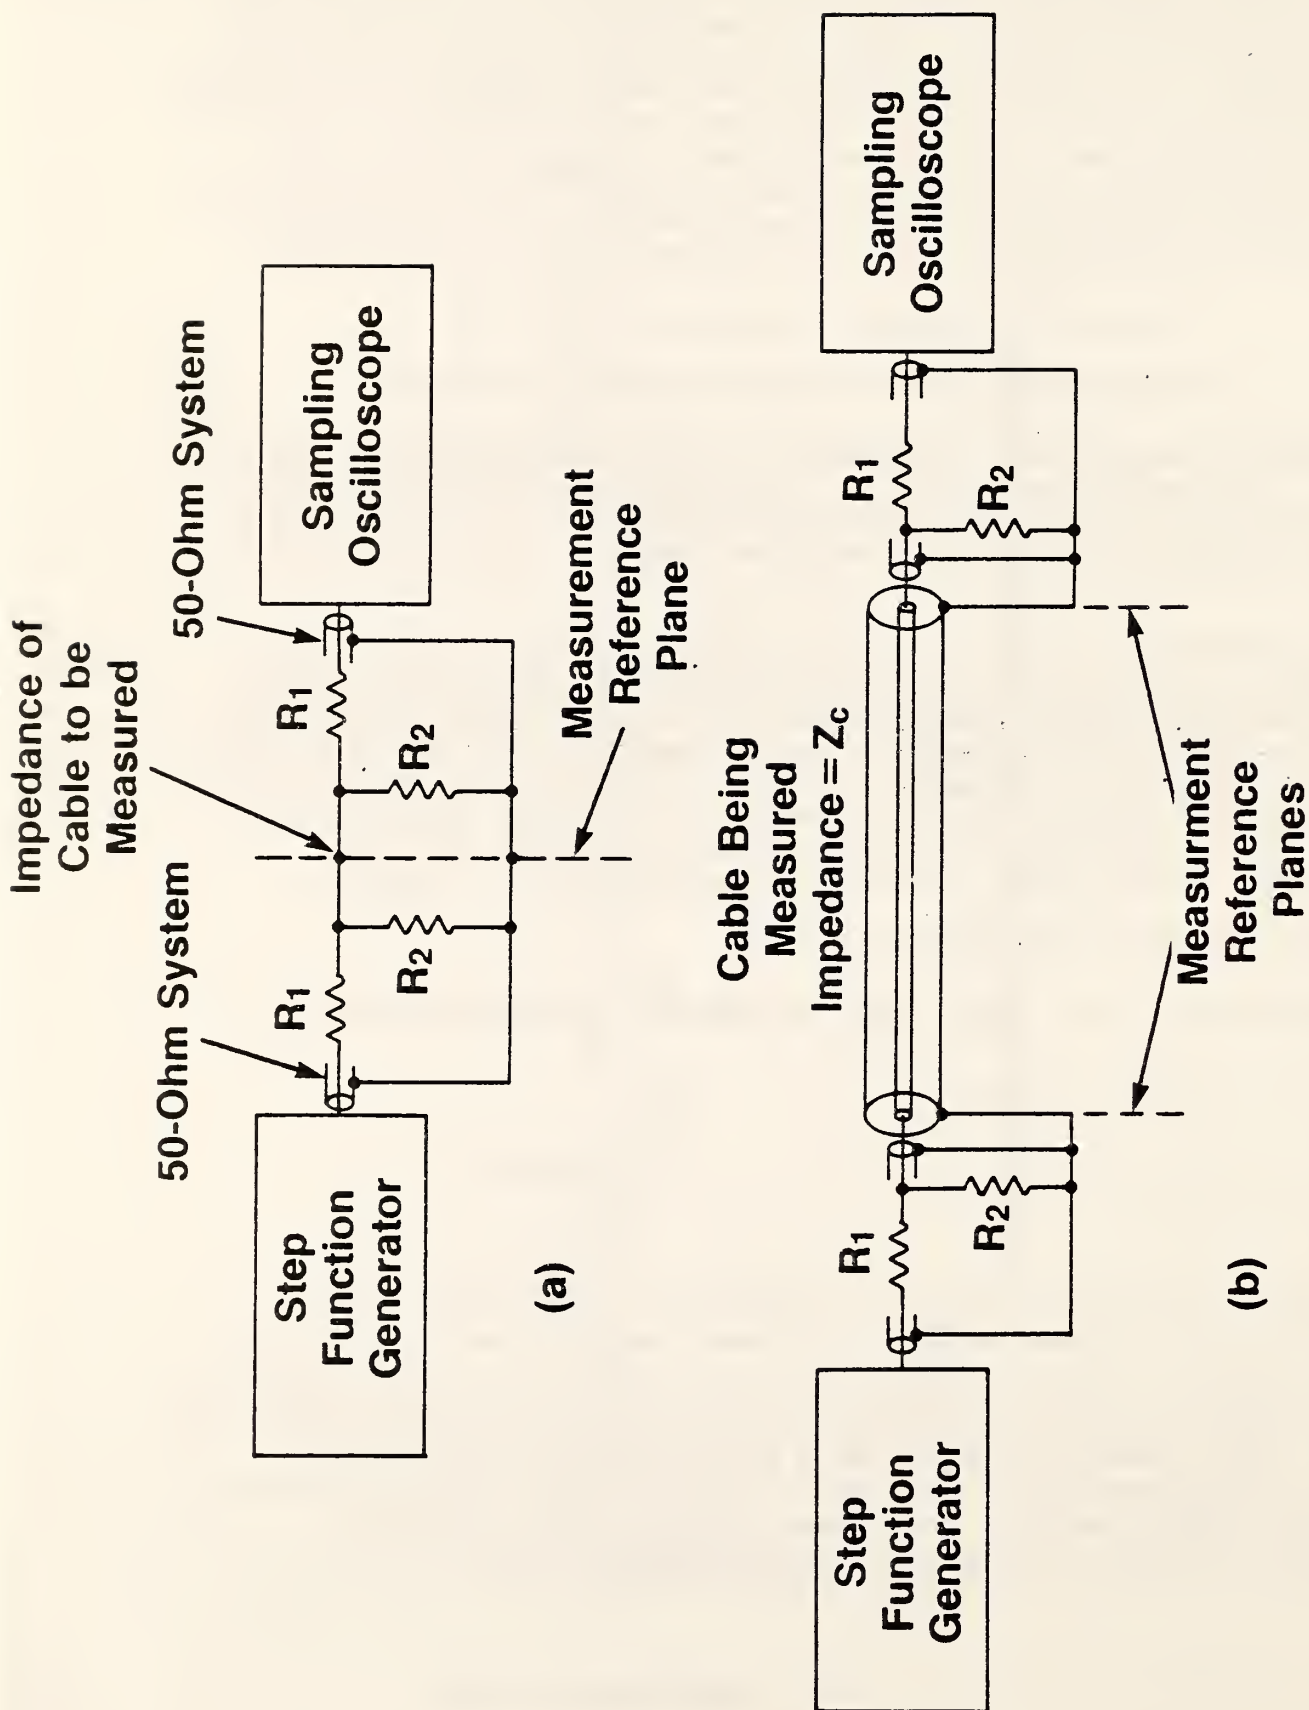 Impedance of
Cable to be
Measured
50-Ohm System
50-Ohm System
Step
Function
Generator
R1
R2
R2
R1
Sampling
Oscilloscope
Measurement
Reference
Plane
(a)
Cable Being
Measured
Impedance = Zc
Step
Function
Generator
R1
R2
R1
R2
Sampling
Oscilloscope
Measurment
Reference
Planes
(b)